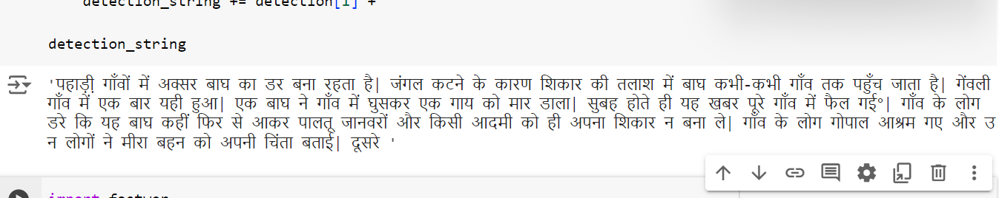 detection_string += detection[1] +
detection_string
'पहाड़ी़ गाँवों में अक्सर बाघ का डर बना रहता है| जंगल कटने के कारण शिकार की तलाश में बाघ कभी-कभी गाँव तक पहुँच जाता है| गेंवली
गाँव में एक बार यही हुआ| एक बाघ ने गाँव में घुसकर एक गाय को मार डाला| सुबह होते ही यह खबर पूरे गाँव में फैल गई°| गाँव के लोग
डरे कि यह बाघ कहीं फिर से आकर पालतू जानवरों और किसी आदमी को ही अपना शिकार न बना ले| गाँव के लोग गोपाल आश्रम गए और उ
न लोगों ने मीरा बहन को अपनी चिंता बताई| दूसरे '